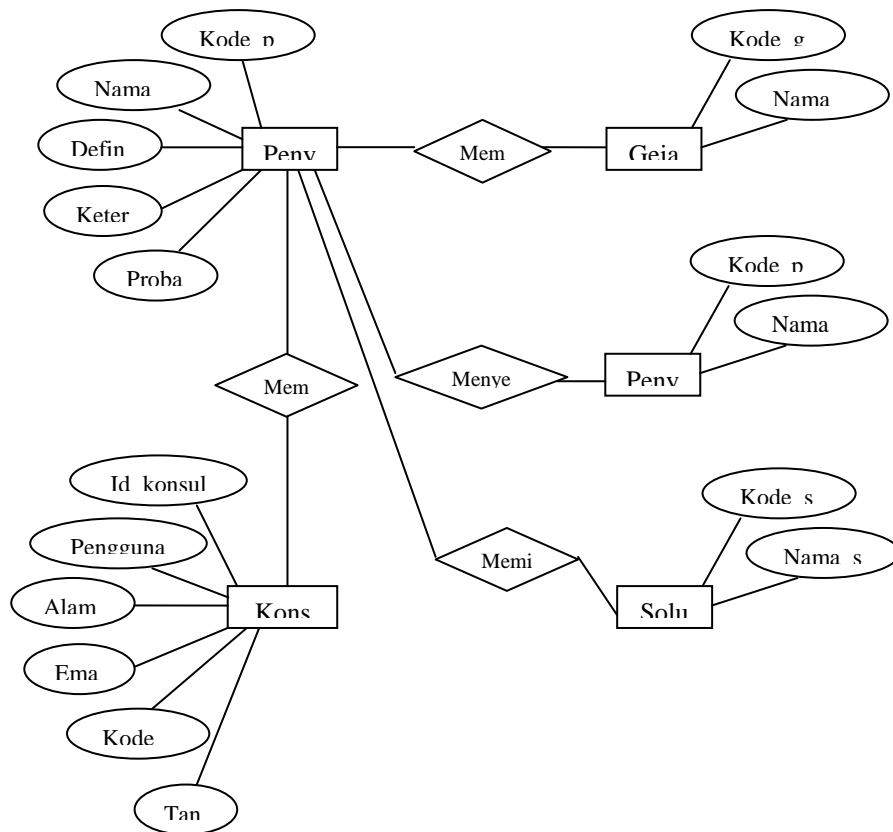 Kode p
Nama
Defin
Keter
Proba
Peny
Mem
Geja
Kode g
Nama
Menye
Peny
Kode p
Nama
Mem
Memi
Solu
Kode s
Nama s
Id konsul
Pengguna
Alam
Ema
Kode
Tan
Kons